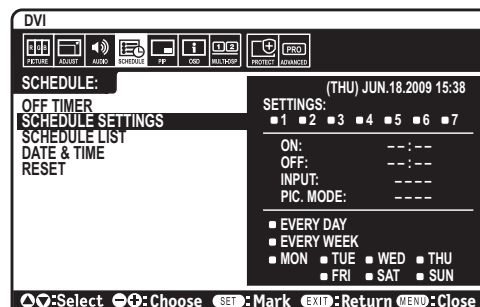 DVI
RGB
PICTURE ADJUST AUDIO SCHEDULE PIP OSD MULTI-DSP PROTECT ADVANCED
i 1 2 PRO
SCHEDULE:
OFF TIMER
SCHEDULE SETTINGS
SCHEDULE LIST
DATE & TIME
RESET
(THU) JUN.18.2009 15:38
SETTINGS:
1 2 3 4 5 6 7
ON: --:--
OFF: --:--
INPUT: ----
PIC. MODE: ----
EVERY DAY
EVERY WEEK
MON TUE WED THU
FRI SAT SUN
:Select :Choose SET:Mark EXIT:Return MENU:Close